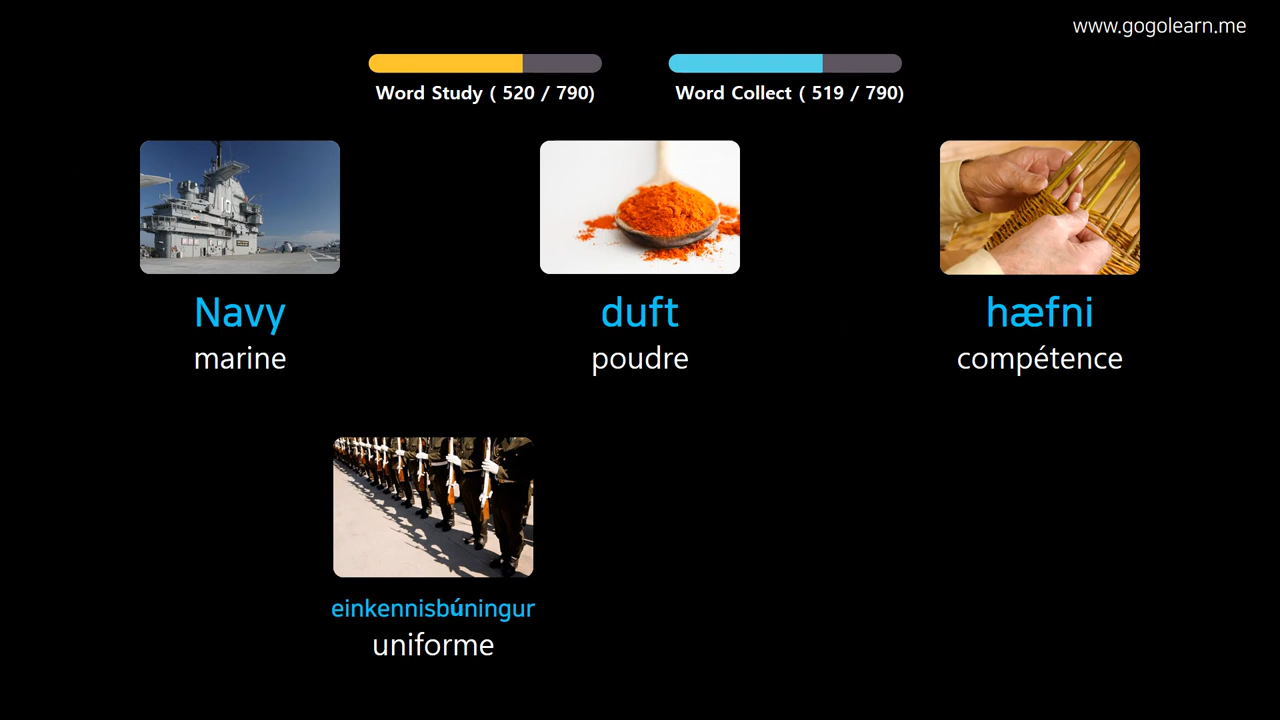 www.gogolearn.me
Word Study ( 520 / 790)
Word Collect ( 519 / 790)
Navy
marine
duft
poudre
hæfni
compétence
einkennisbúningur
uniforme